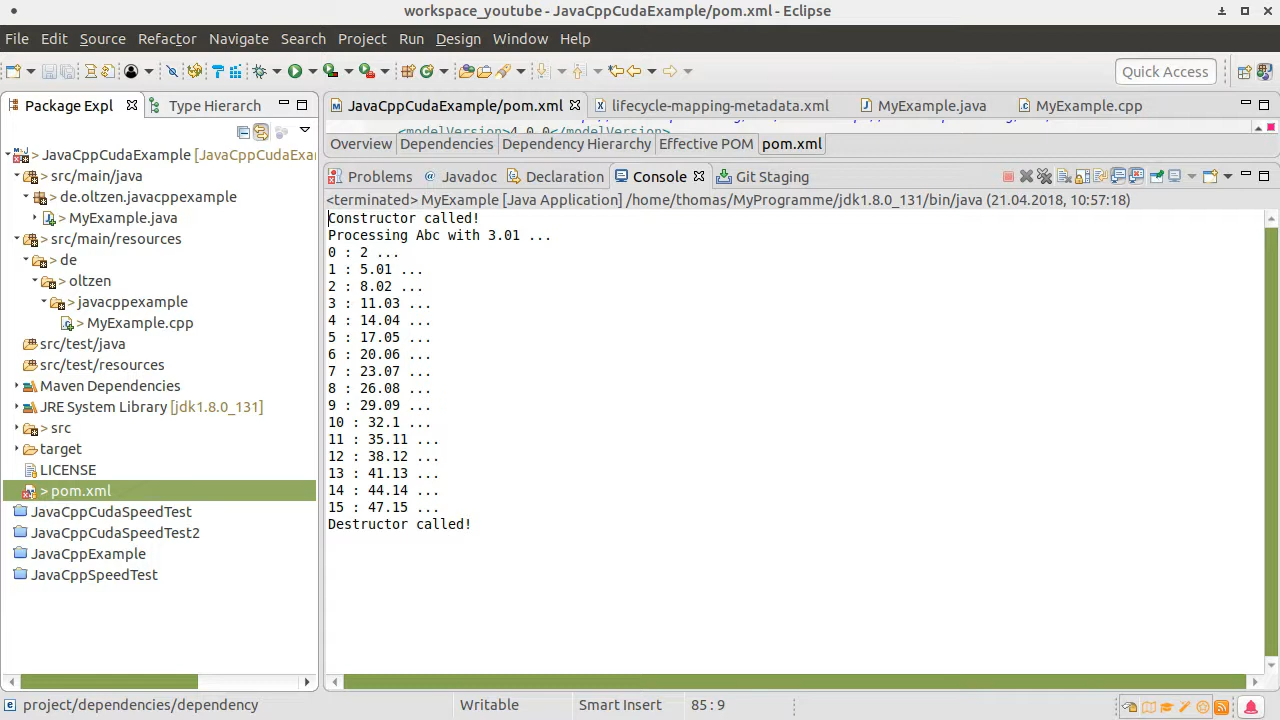 workspace_youtube - JavaCppCudaExample/pom.xml - Eclipse
File Edit Source Refactor Navigate Search Project Run Git Design Window Help
Quick Access
Package Expl
Type Hierarch
JavaCppCudaExample/pom.xml
lifecycle-mapping-metadata.xml
MyExample.java
MyExample.cpp
<modelVersion>4.0.0</modelVersion>
Overview Dependencies Dependency Hierarchy Effective POM pom.xml
Problems @ Javadoc Declaration Console Git Staging
<terminated> MyExample [Java Application] /home/thomas/MyProgramme/jdk1.8.0_131/bin/java (21.04.2018, 10:57:18)
> JavaCppCudaExample [JavaCppCudaExa
> src/main/java
> de.oltzen.javacppexample
> MyExample.java
> src/main/resources
> de
> oltzen
> javacppexample
> MyExample.cpp
src/test/java
src/test/resources
Maven Dependencies
JRE System Library [jdk1.8.0_131]
> src
target
LICENSE
> pom.xml
JavaCppCudaSpeedTest
JavaCppCudaSpeedTest2
JavaCppExample
JavaCppSpeedTest
Constructor called!
Processing Abc with 3.01 ...
0 : 2 ...
1 : 5.01 ...
2 : 8.02 ...
3 : 11.03 ...
4 : 14.04 ...
5 : 17.05 ...
6 : 20.06 ...
7 : 23.07 ...
8 : 26.08 ...
9 : 29.09 ...
10 : 32.1 ...
11 : 35.11 ...
12 : 38.12 ...
13 : 41.13 ...
14 : 44.14 ...
15 : 47.15 ...
Destructor called!
project/dependencies/dependency
Writable
Smart Insert
85 : 9